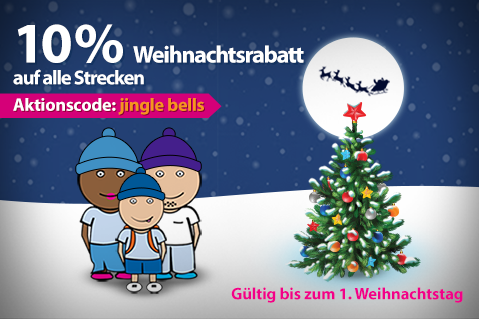 10% Weihnachtsrabatt
auf alle Strecken
Aktionscode: jingle bells
Gültig bis zum 1. Weihnachtstag